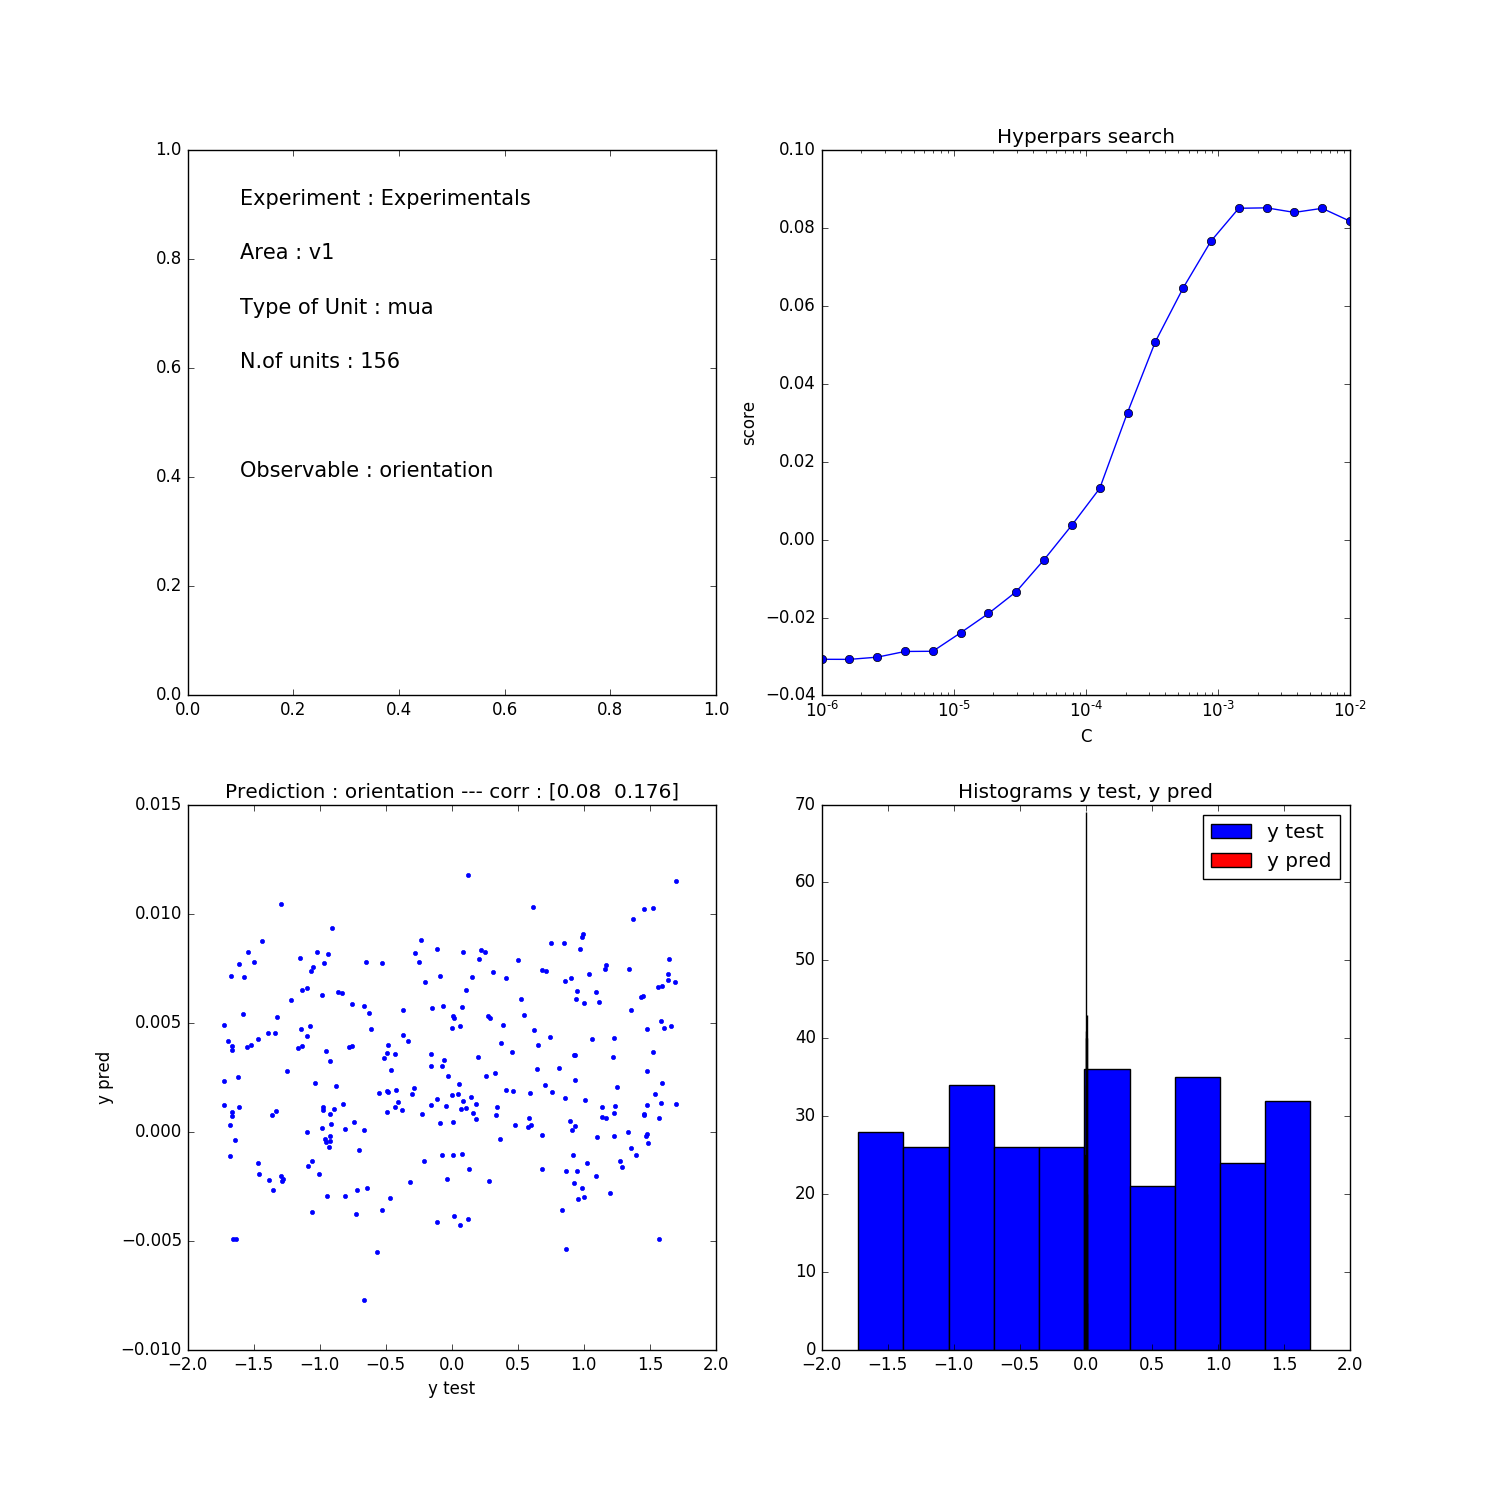 1.0
0.8
0.6
0.4
0.2
0.0
0.0 0.2 0.4 0.6 0.8 1.0
Experiment : Experimentals
Area : v1
Type of Unit : mua
N.of units : 156
Observable : orientation
Hyperpars search
0.10
0.08
0.06
0.04
0.02
0.00
−0.02
−0.04
score
10-6 10-5 10-4 10-3 10-2
C
Prediction : orientation --- corr : [0.08  0.176]
0.015
0.010
0.005
0.000
−0.005
−0.010
y pred
−2.0 −1.5 −1.0 −0.5 0.0 0.5 1.0 1.5 2.0
y test
Histograms y test, y pred
70
60
50
40
30
20
10
0
−2.0 −1.5 −1.0 −0.5 0.0 0.5 1.0 1.5 2.0
y test
y pred